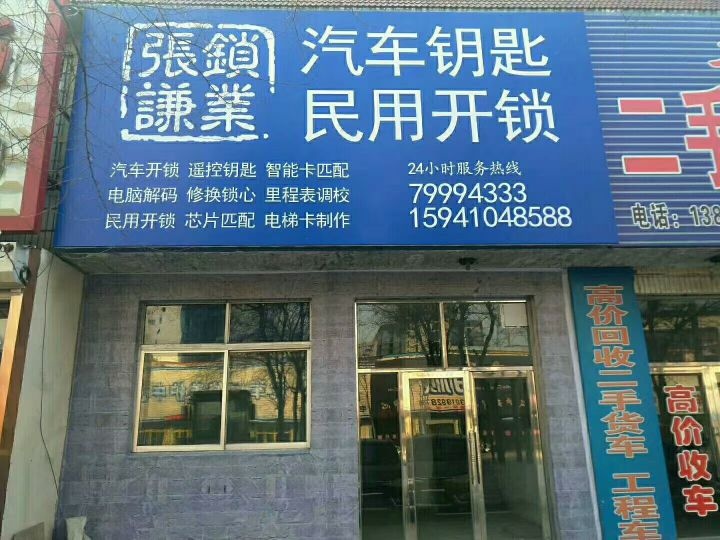 張鎖
謙業
汽车钥匙
民用开锁
汽车开锁 遥控钥匙 智能卡匹配
电脑解码 修换锁心 里程表调校
民用开锁 芯片匹配 电梯卡制作
24小时服务热线
79994333
15941048588
二手
电话：138
高价回收二手货车 工程车
高价收车